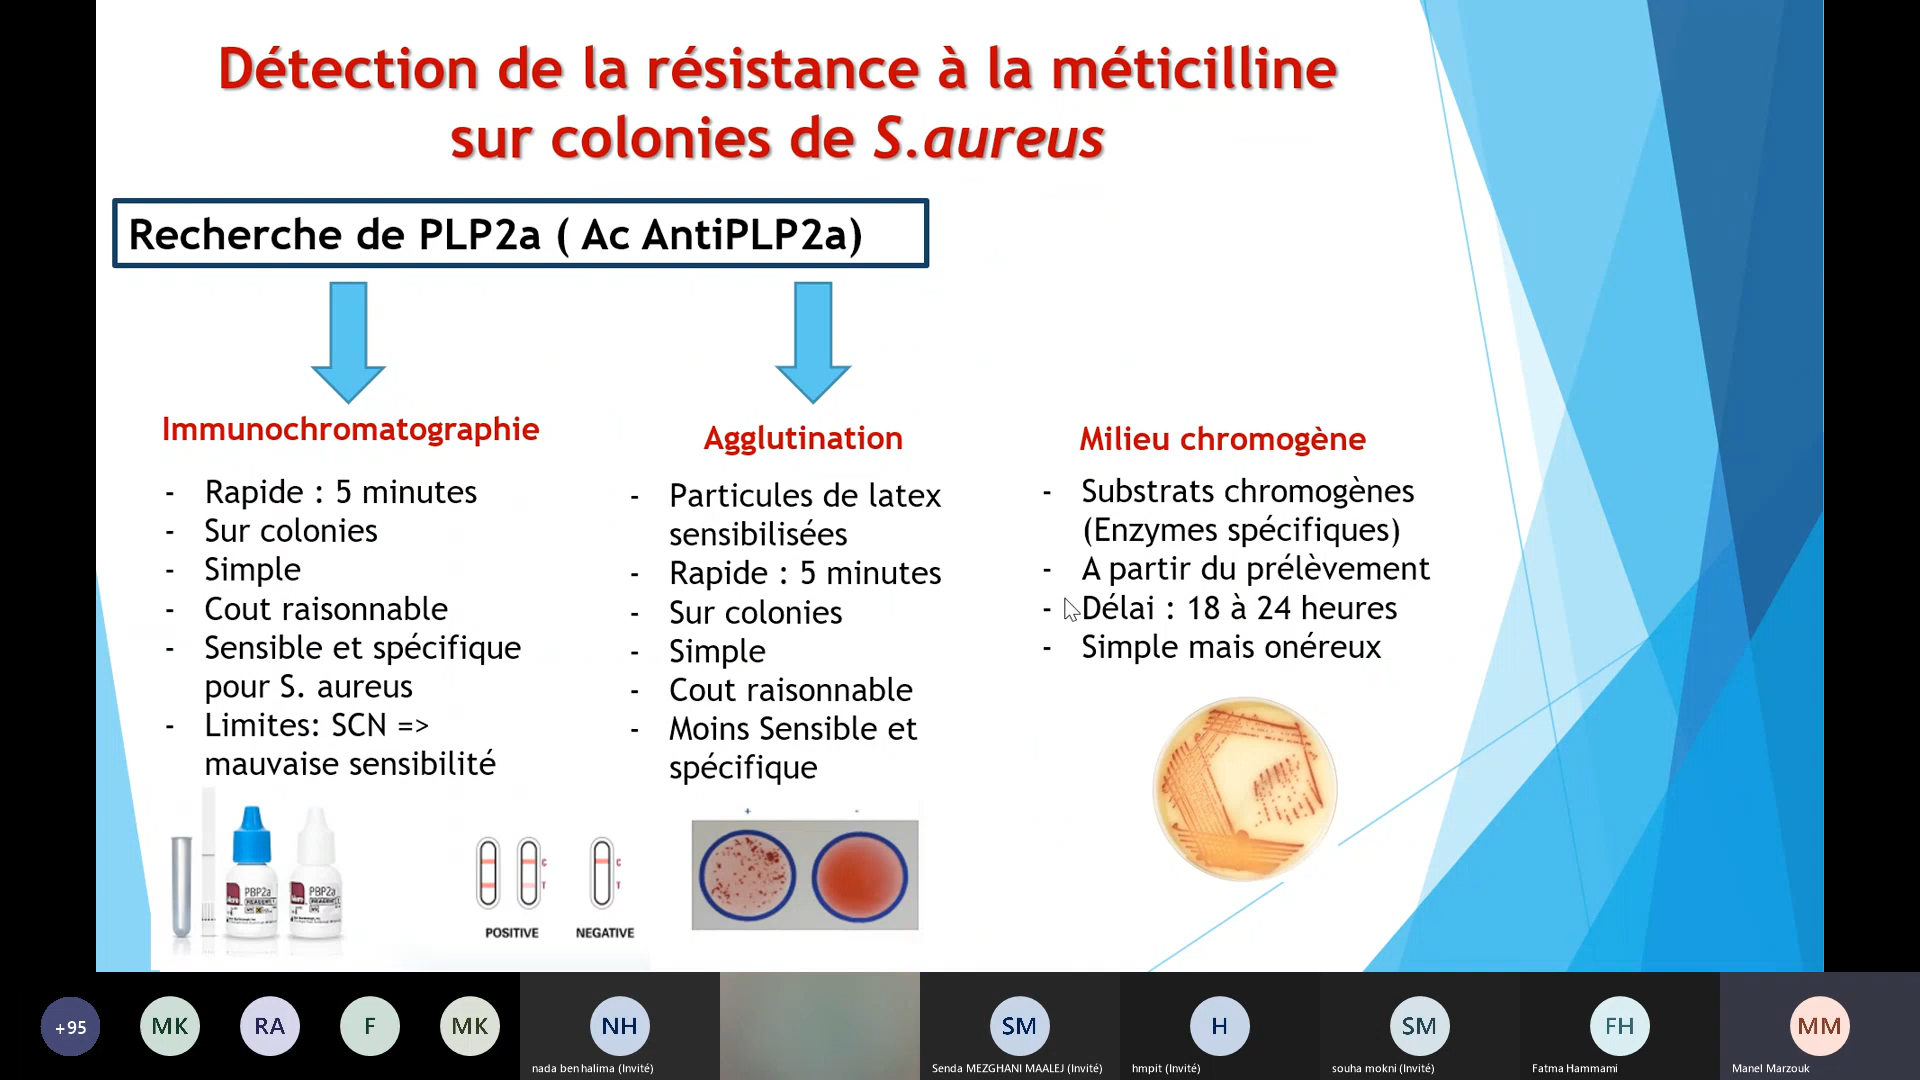 Détection de la résistance à la méticilline
sur colonies de S.aureus
Recherche de PLP2a ( Ac AntiPLP2a)
Immunochromatographie
- Rapide : 5 minutes
- Sur colonies
- Simple
- Cout raisonnable
- Sensible et spécifique
pour S. aureus
- Limites: SCN =>
mauvaise sensibilité
PBP2a
PBP2a
C
T
C
T
POSITIVE NEGATIVE
Agglutination
- Particules de latex
sensibilisées
- Rapide : 5 minutes
- Sur colonies
- Simple
- Cout raisonnable
- Moins Sensible et
spécifique
+ -
Milieu chromogène
- Substrats chromogènes
(Enzymes spécifiques)
- A partir du prélèvement
- Délai : 18 à 24 heures
- Simple mais onéreux
+95
MK
RA
F
MK
NH
nada ben halima (Invité)
SM
Senda MEZGHANI MAALEJ (Invité)
H
hmpit (Invité)
SM
souha mokni (Invité)
FH
Fatma Hammami
MM
Manel Marzouk